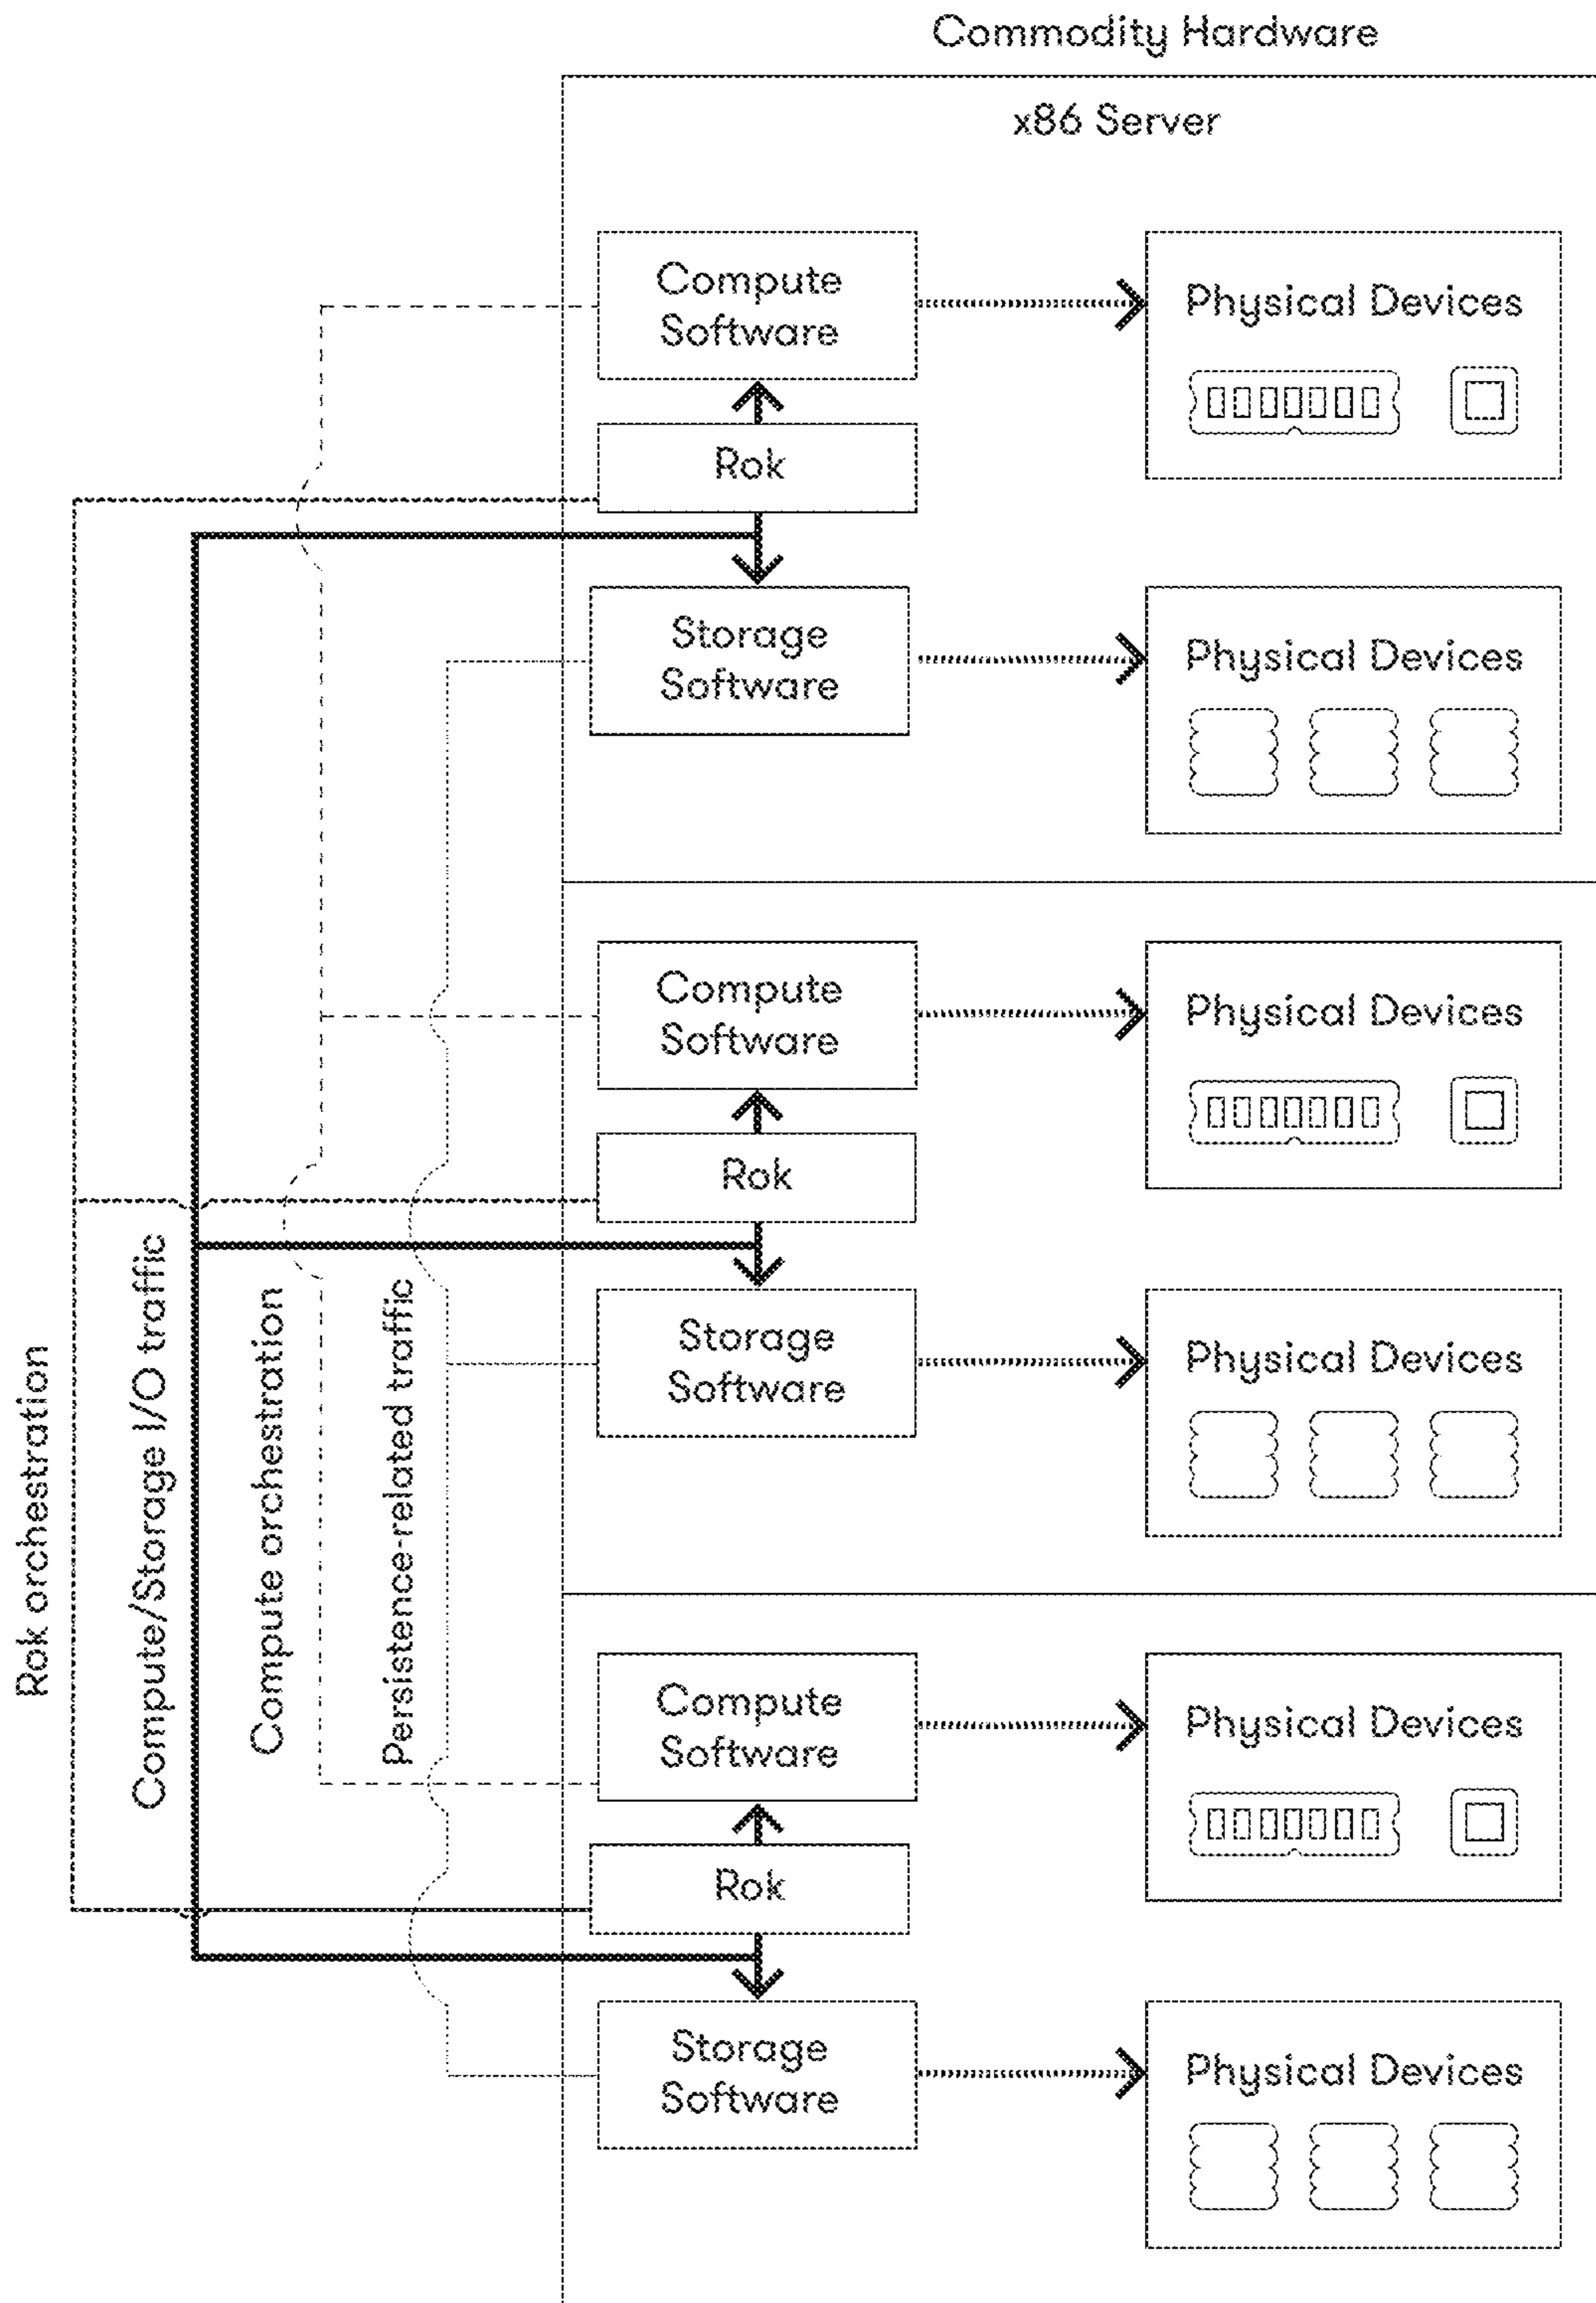 Commodity Hardware
x86 Server
Compute
Software
Physical Devices
Rok
Storage
Software
Physical Devices
Compute
Software
Physical Devices
Rok
Storage
Software
Physical Devices
Compute
Software
Physical Devices
Rok
Storage
Software
Physical Devices
Rok orchestration
Compute/Storage I/O traffic
Compute orchestration
Persistence-related traffic